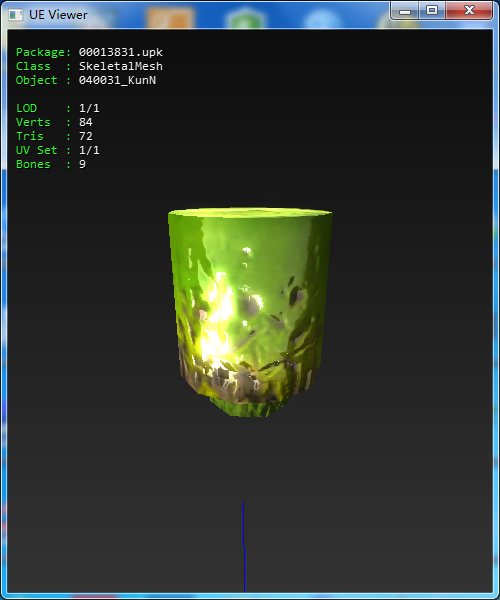 UE Viewer
Package: 00013831.upk
Class  : SkeletalMesh
Object : 040031_KunN
LOD    : 1/1
Verts  : 84
Tris   : 72
UV Set : 1/1
Bones  : 9